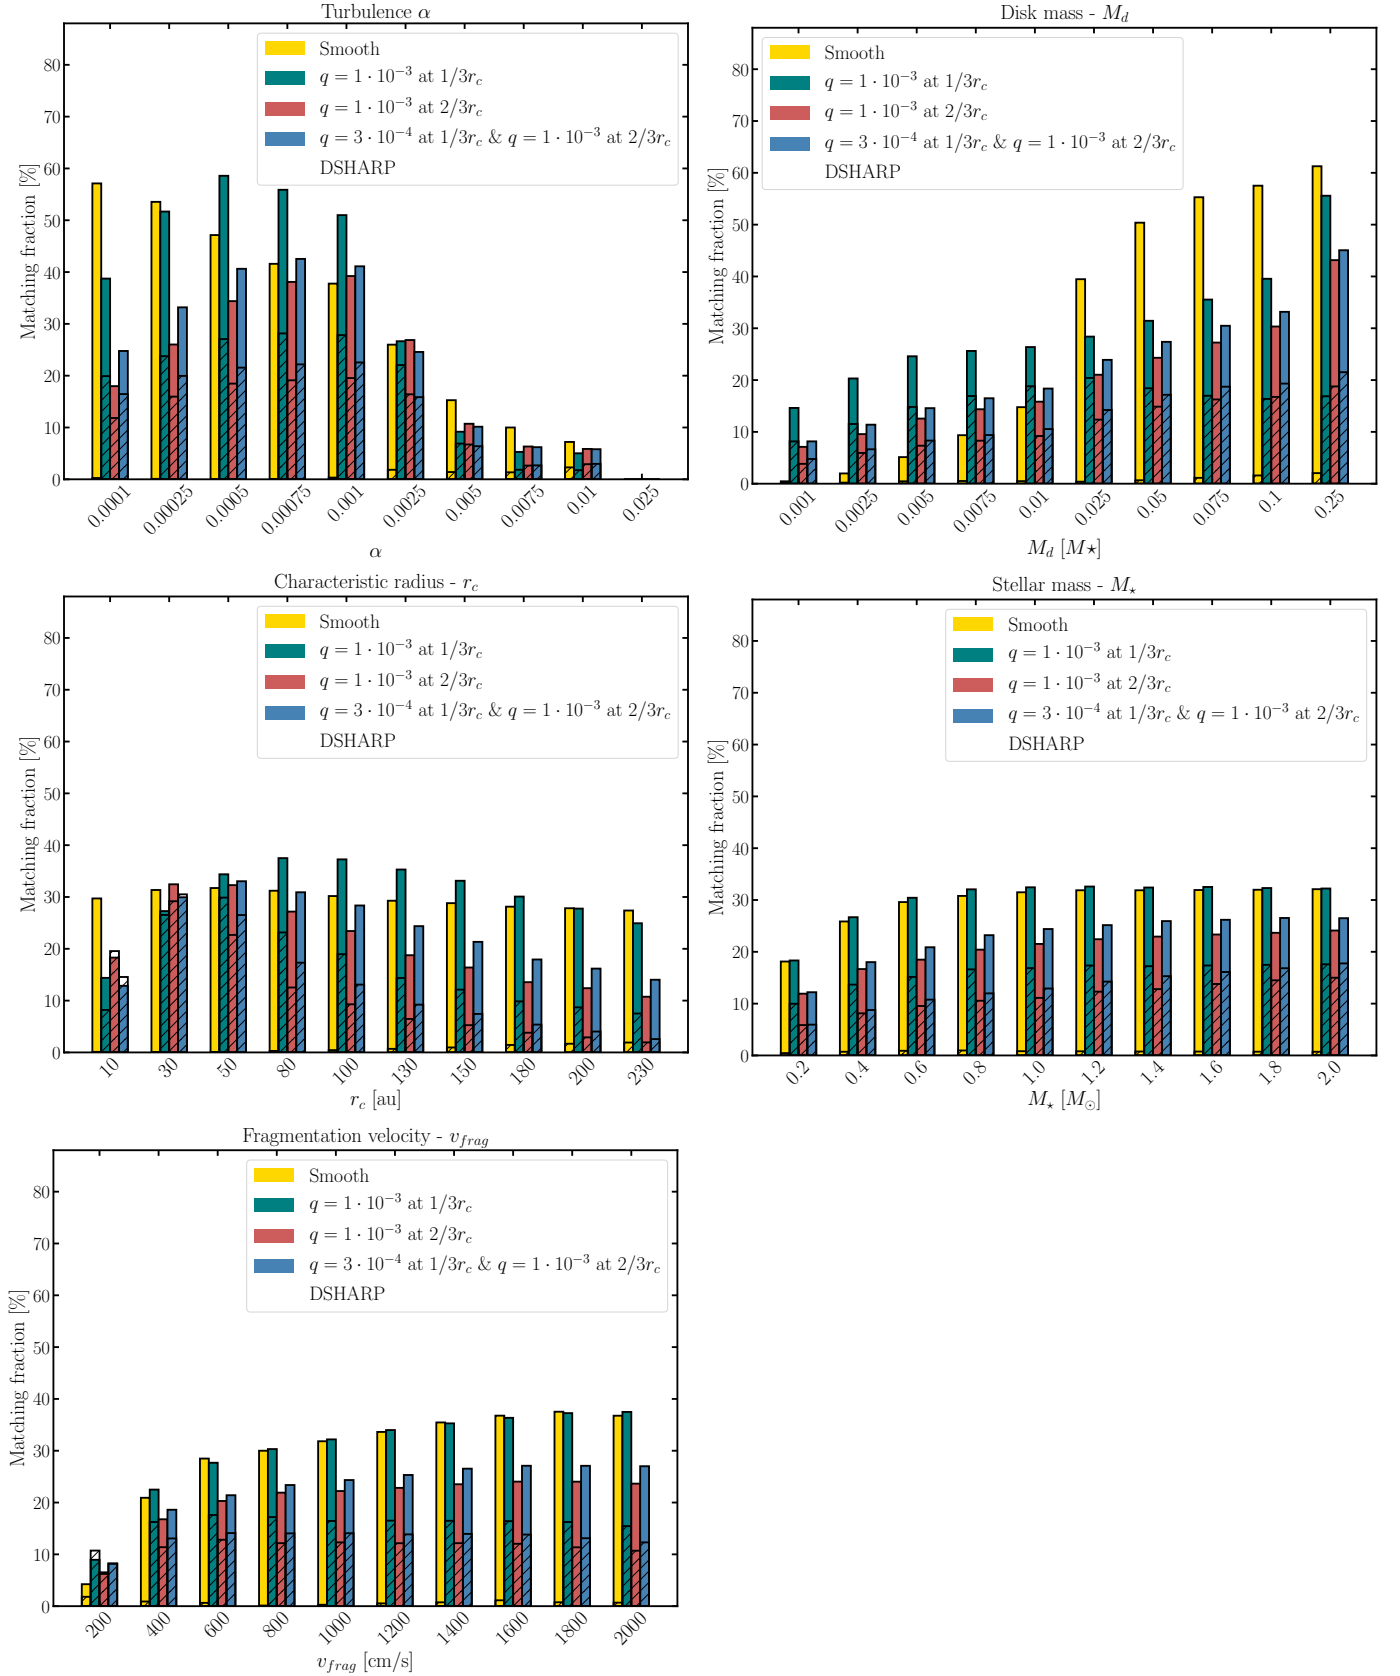 Turbulence α
Matching fraction [%]
80
70
60
50
40
30
20
10
0
Smooth
q = 1 · 10⁻³ at 1/3r_c
q = 1 · 10⁻³ at 2/3r_c
q = 3 · 10⁻⁴ at 1/3r_c & q = 1 · 10⁻³ at 2/3r_c
DSHARP
0.0001 0.00025 0.0005 0.00075 0.001 0.0025 0.005 0.0075 0.01 0.025
α
Disk mass - M_d
Matching fraction [%]
80
70
60
50
40
30
20
10
0
Smooth
q = 1 · 10⁻³ at 1/3r_c
q = 1 · 10⁻³ at 2/3r_c
q = 3 · 10⁻⁴ at 1/3r_c & q = 1 · 10⁻³ at 2/3r_c
DSHARP
0.001 0.0025 0.005 0.0075 0.01 0.025 0.05 0.075 0.1 0.25
M_d [M⋆]
Characteristic radius - r_c
Matching fraction [%]
80
70
60
50
40
30
20
10
0
Smooth
q = 1 · 10⁻³ at 1/3r_c
q = 1 · 10⁻³ at 2/3r_c
q = 3 · 10⁻⁴ at 1/3r_c & q = 1 · 10⁻³ at 2/3r_c
DSHARP
10 30 50 80 100 130 150 180 200 230
r_c [au]
Stellar mass - M_⋆
Matching fraction [%]
80
70
60
50
40
30
20
10
0
Smooth
q = 1 · 10⁻³ at 1/3r_c
q = 1 · 10⁻³ at 2/3r_c
q = 3 · 10⁻⁴ at 1/3r_c & q = 1 · 10⁻³ at 2/3r_c
DSHARP
0.2 0.4 0.6 0.8 1.0 1.2 1.4 1.6 1.8 2.0
M_⋆ [M_⊙]
Fragmentation velocity - v_frag
Matching fraction [%]
80
70
60
50
40
30
20
10
0
Smooth
q = 1 · 10⁻³ at 1/3r_c
q = 1 · 10⁻³ at 2/3r_c
q = 3 · 10⁻⁴ at 1/3r_c & q = 1 · 10⁻³ at 2/3r_c
DSHARP
200 400 600 800 1000 1200 1400 1600 1800 2000
v_frag [cm/s]